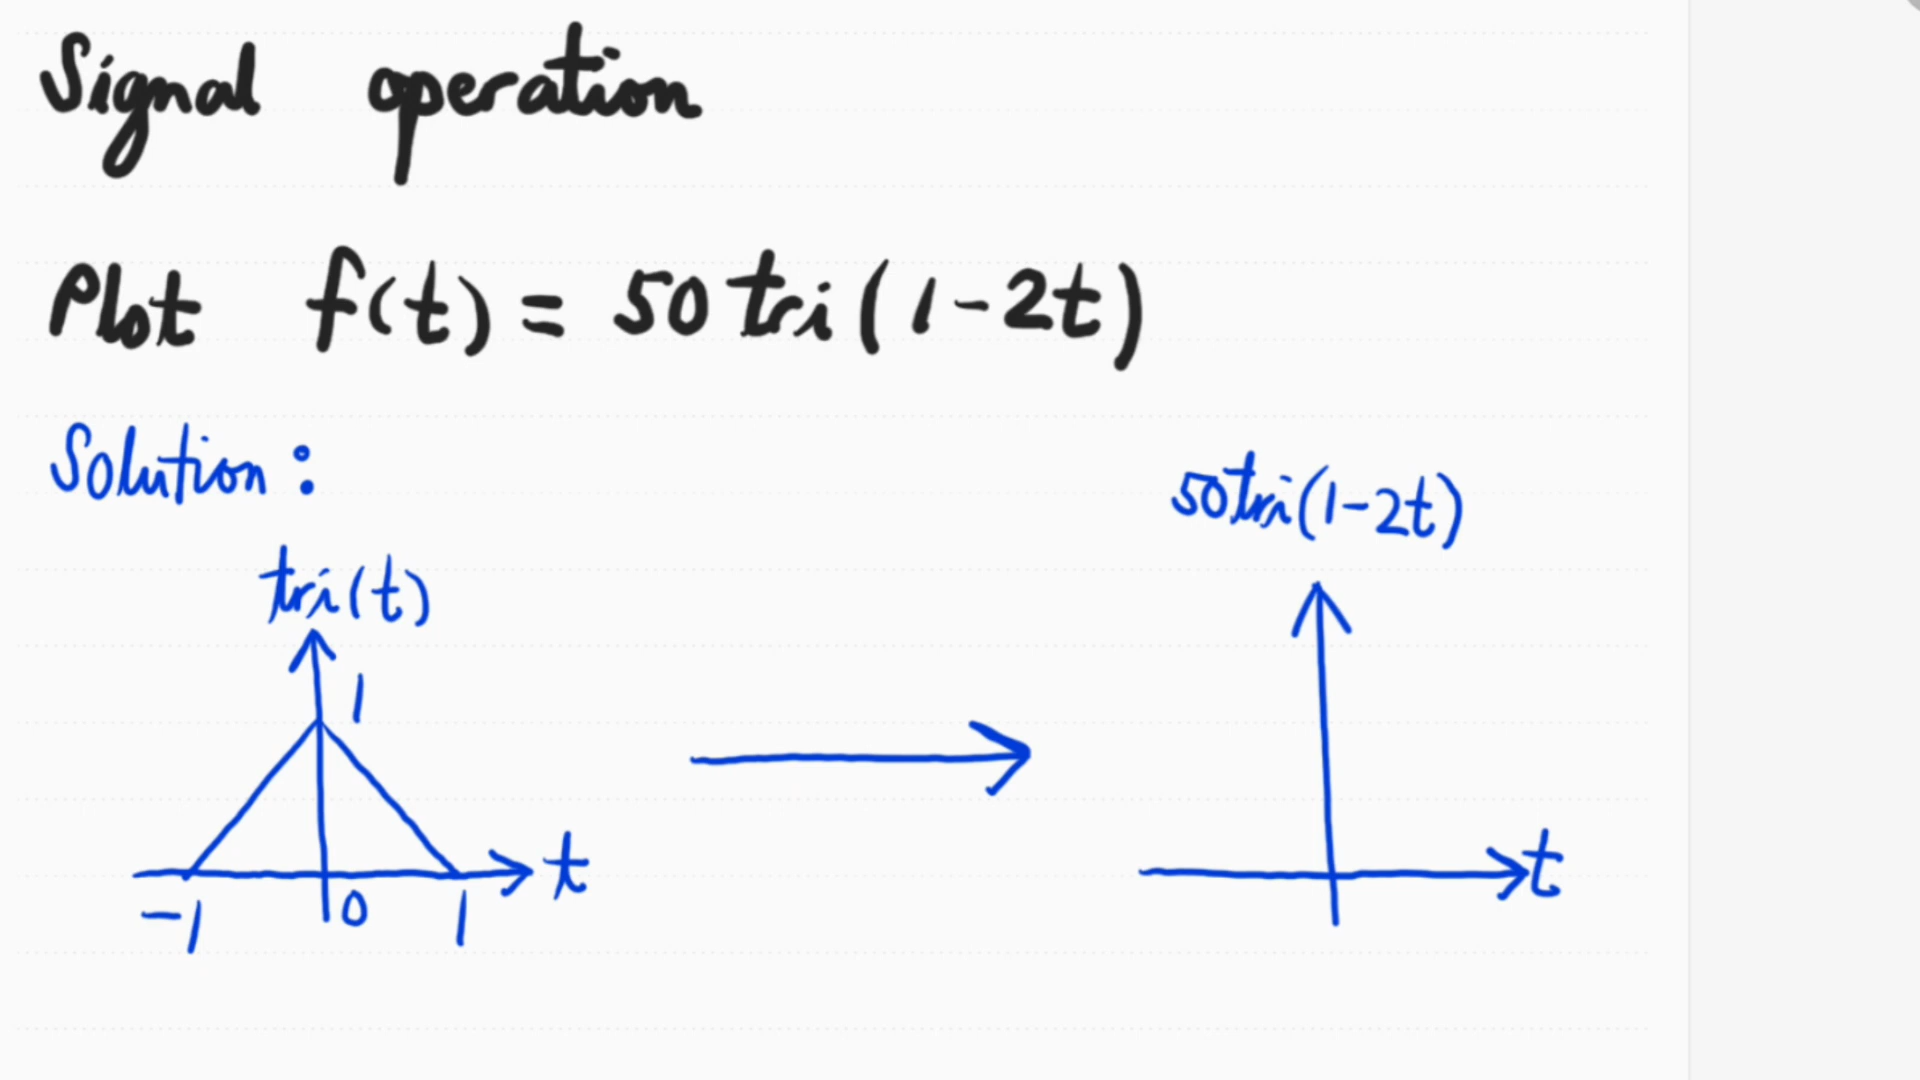 Signal operation
Plot f(t) = 50 tri(1-2t)
Solution:
50tri(1-2t)
tri(t)
1
t
t
-1 0 1